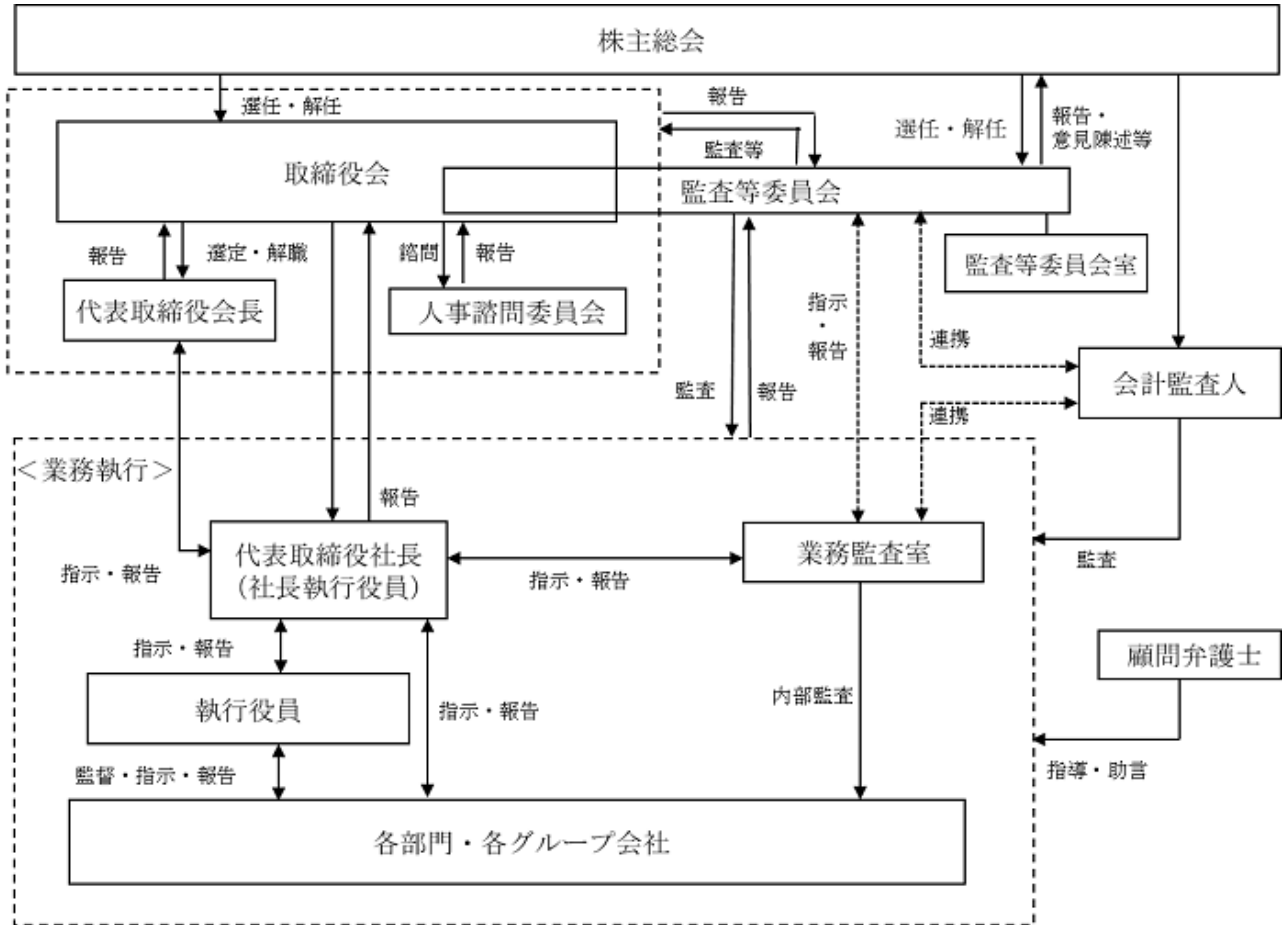 株主総会
選任・解任
報告
選任・解任
報告・
意見陳述等
監査等
取締役会
監査等委員会
報告
選定・解職
諮問
報告
監査等委員会室
代表取締役会長
人事諮問委員会
指示
・
報告
連携
会計監査人
監査
報告
連携
＜業務執行＞
報告
代表取締役社長
（社長執行役員）
業務監査室
指示・報告
指示・報告
監査
指示・報告
顧問弁護士
執行役員
指示・報告
内部監査
監督・指示・報告
指導・助言
各部門・各グループ会社